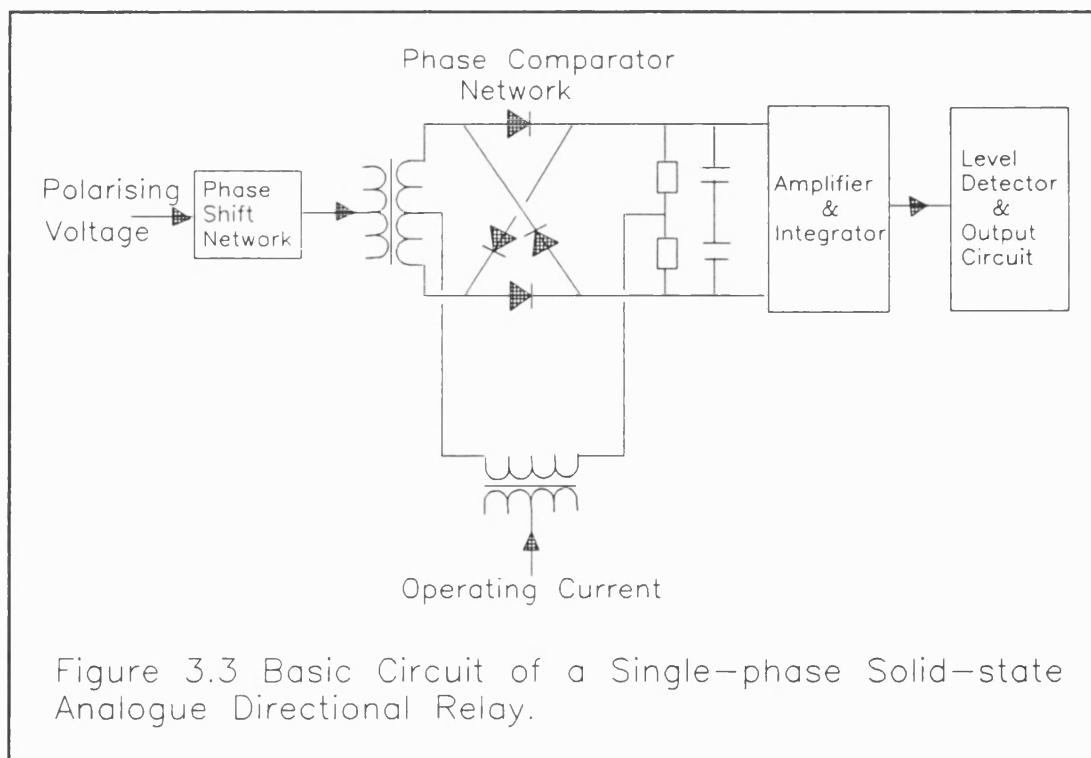 Phase Comparator
Network
Polarising
Voltage
Phase
Shift
Network
Amplifier
&
Integrator
Level
Detector
&
Output
Circuit
Operating Current
Figure 3.3 Basic Circuit of a Single-phase Solid-state
Analogue Directional Relay.